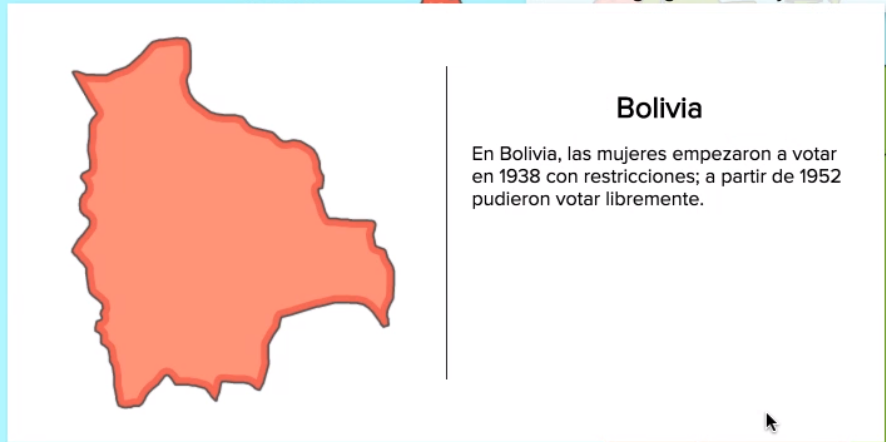 Bolivia
En Bolivia, las mujeres empezaron a votar
en 1938 con restricciones; a partir de 1952
pudieron votar libremente.